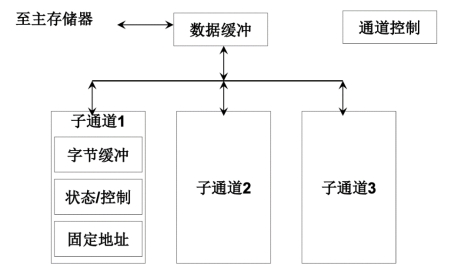 至主存储器
数据缓冲
通道控制
子通道1
字节缓冲
状态/控制
固定地址
子通道2
子通道3